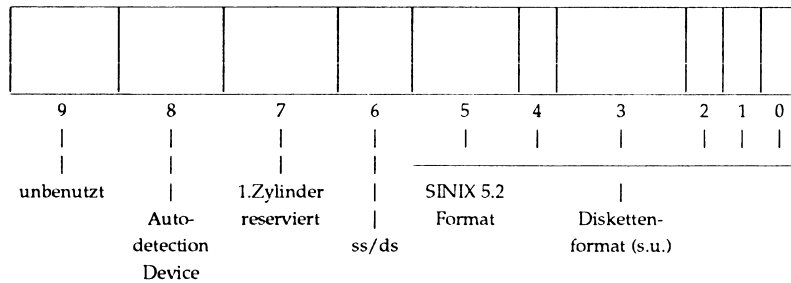 9 8 7 6 5 4 3 2 1 0
unbenutzt 1.Zylinder SINIX 5.2
Auto- reserviert Format Disketten-
detection ss/ds format (s.u.)
Device